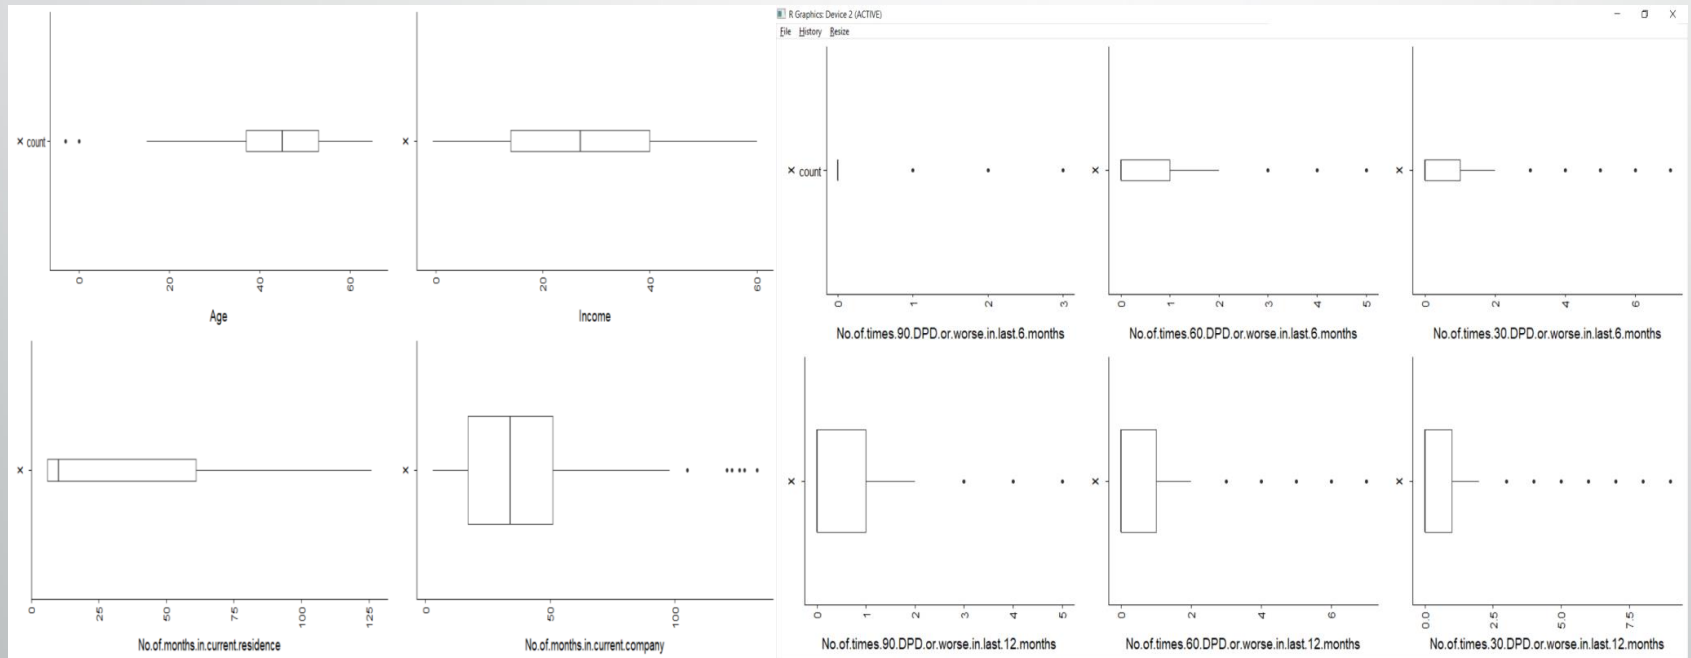 × count
0 20 40 60
Age
×
0 20 40 60
Income
×
0 25 50 75 100 125
No.of.months.in.current.residence
×
0 50 100
No.of.months.in.current.company
R Graphics: Device 2 (ACTIVE)
File History Resize
× count
0 1 2 3
No.of.times.90.DPD.or.worse.in.last.6.months
×
0 1 2 3 4 5
No.of.times.60.DPD.or.worse.in.last.6.months
×
0 2 4 6
No.of.times.30.DPD.or.worse.in.last.6.months
×
0 1 2 3 4 5
No.of.times.90.DPD.or.worse.in.last.12.months
×
0 2 4 6
No.of.times.60.DPD.or.worse.in.last.12.months
×
0.0 2.5 5.0 7.5
No.of.times.30.DPD.or.worse.in.last.12.months